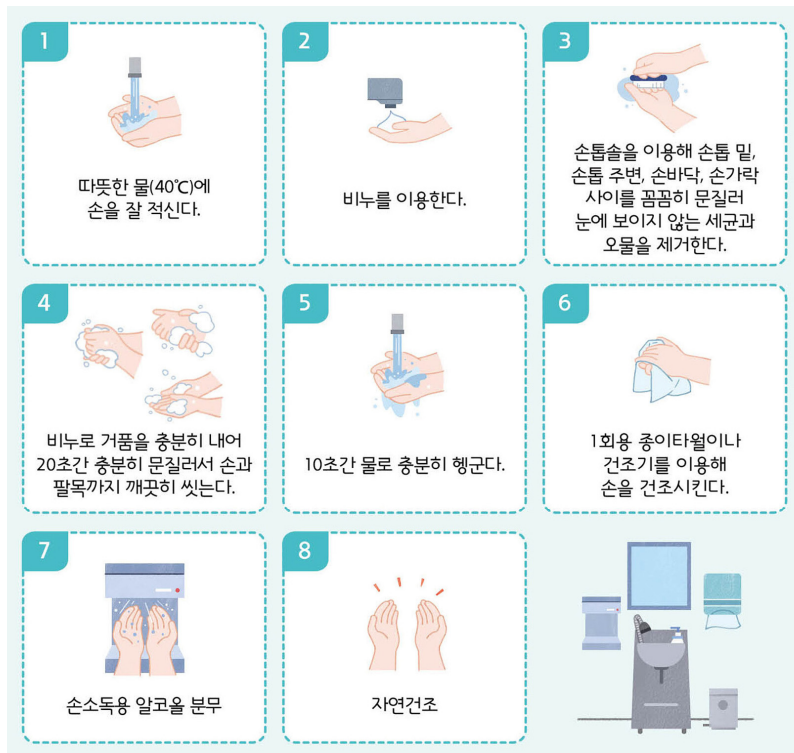 1
따뜻한 물(40℃)에
손을 잘 적신다.
2
비누를 이용한다.
3
손톱솔을 이용해 손톱 밑,
손톱 주변, 손바닥, 손가락
사이를 꼼꼼히 문질러
눈에 보이지 않는 세균과
오물을 제거한다.
4
비누로 거품을 충분히 내어
20초간 충분히 문질러서 손과
팔목까지 깨끗히 씻는다.
5
10초간 물로 충분히 헹군다.
6
1회용 종이타월이나
건조기를 이용해
손을 건조시킨다.
7
손소독용 알코올 분무
8
자연건조